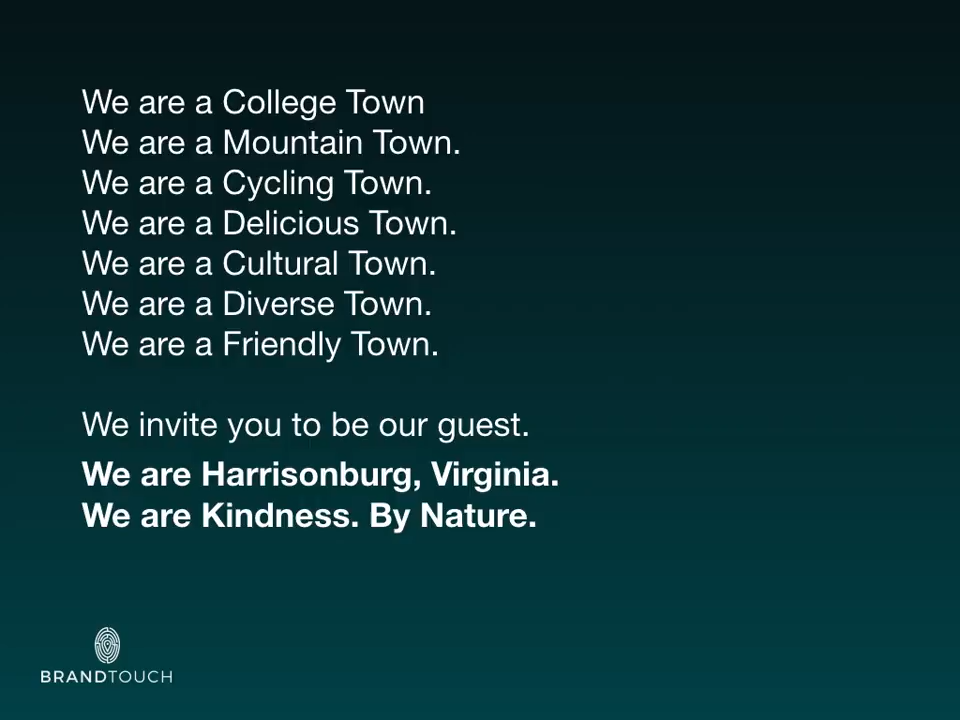 We are a College Town
We are a Mountain Town.
We are a Cycling Town.
We are a Delicious Town.
We are a Cultural Town.
We are a Diverse Town.
We are a Friendly Town.
We invite you to be our guest.
We are Harrisonburg, Virginia.
We are Kindness. By Nature.
BRANDTOUCH